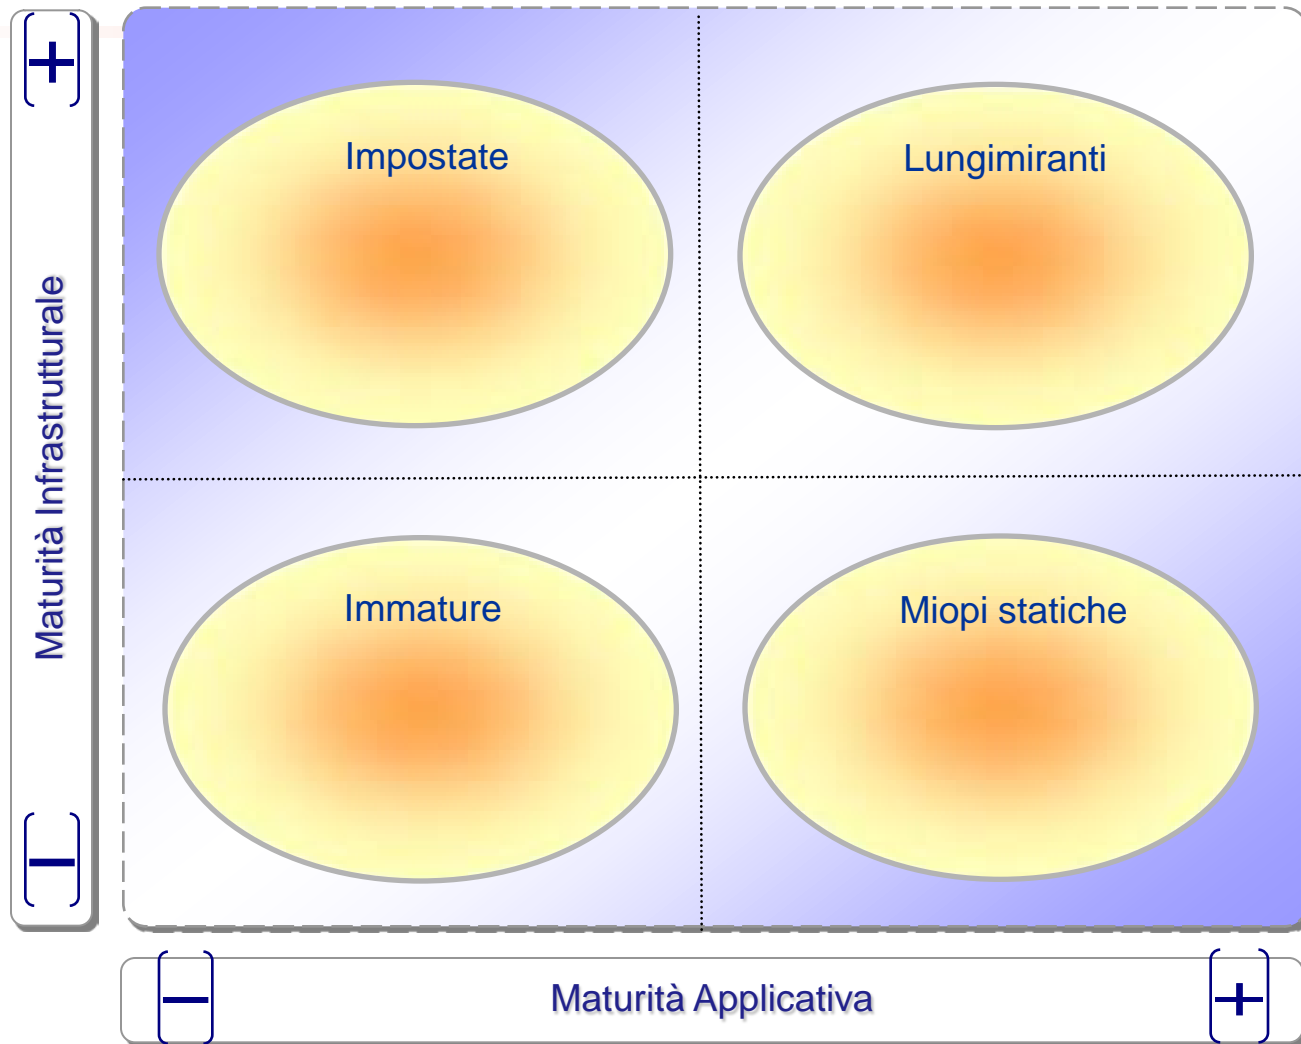 [+]
Impostate
Lungimiranti
Maturità Infrastrutturale
Immature
Miopi statiche
[−]
[−]
Maturità Applicativa
[+]